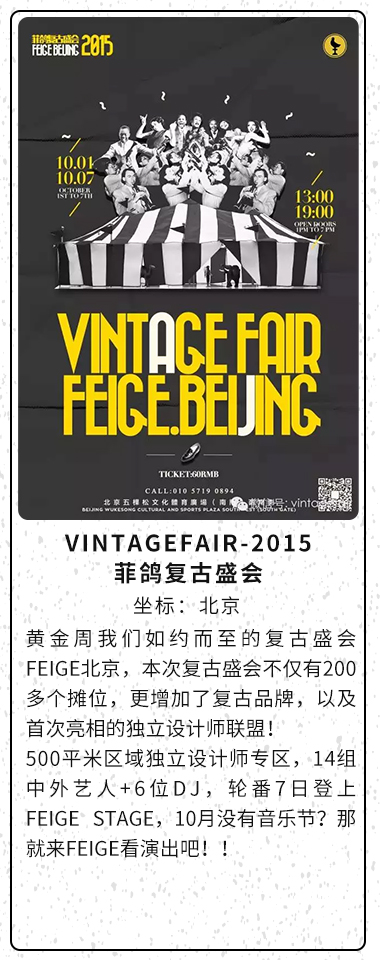 菲鸽复古盛会 2015
FEIGE BEIJING
10.01
10.07
OCTOBER
1ST TO 7TH
13:00
19:00
OPEN DOORS
1PM TO 7 PM
VINTAGE FAIR
FEIGE.BEIJING
TICKET:60RMB
CALL:010 5719 0894
北京五棵松文化體育廣場（南
BEIJING WUKESONG CULTURAL AND SPORTS PLAZA SOUTH GATE)
VINTAGEFAIR-2015
菲鸽复古盛会
坐标：北京
黄金周我们如约而至的复古盛会
FEIGE北京，本次复古盛会不仅有200
多个摊位，更增加了复古品牌，以及
首次亮相的独立设计师联盟！
500平米区域独立设计师专区，14组
中外艺人+6位DJ，轮番7日登上
FEIGE STAGE，10月没有音乐节？那
就来FEIGE看演出吧！！